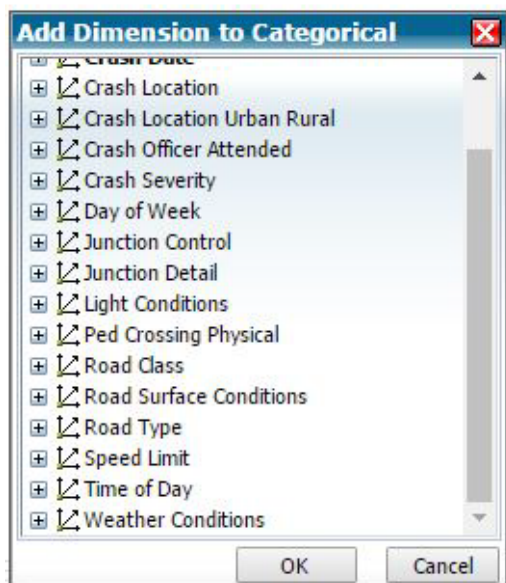 Add Dimension to Categorical
Crash Date
Crash Location
Crash Location Urban Rural
Crash Officer Attended
Crash Severity
Day of Week
Junction Control
Junction Detail
Light Conditions
Ped Crossing Physical
Road Class
Road Surface Conditions
Road Type
Speed Limit
Time of Day
Weather Conditions
OK
Cancel